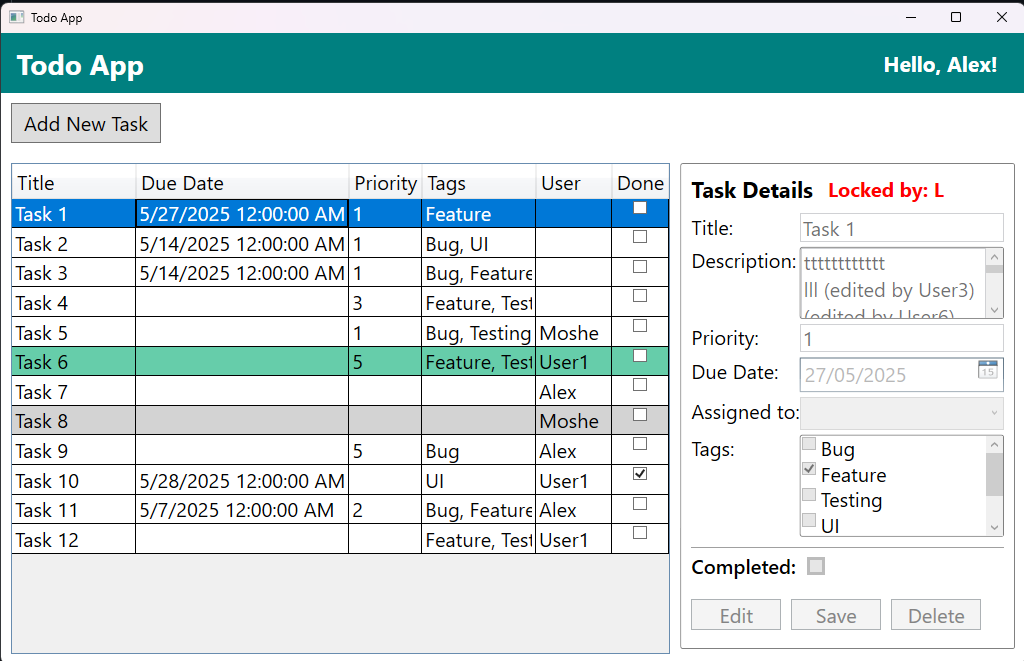 Todo App
Todo App
Hello, Alex!
Add New Task
Title Due Date Priority Tags User Done
Task 1 5/27/2025 12:00:00 AM 1 Feature
Task 2 5/14/2025 12:00:00 AM 1 Bug, UI
Task 3 5/14/2025 12:00:00 AM 1 Bug, Feature
Task 4 3 Feature, Test
Task 5 1 Bug, Testing Moshe
Task 6 5 Feature, Test User1
Task 7 Alex
Task 8 Moshe
Task 9 5 Bug Alex
Task 10 5/28/2025 12:00:00 AM UI User1
Task 11 5/7/2025 12:00:00 AM 2 Bug, Feature Alex
Task 12 Feature, Test User1
Task Details Locked by: L
Title: Task 1
Description: tttttttttttt
lll (edited by User3)
(edited by User6)
Priority: 1
Due Date: 27/05/2025 15
Assigned to:
Tags: Bug
Feature
Testing
UI
Completed:
Edit Save Delete